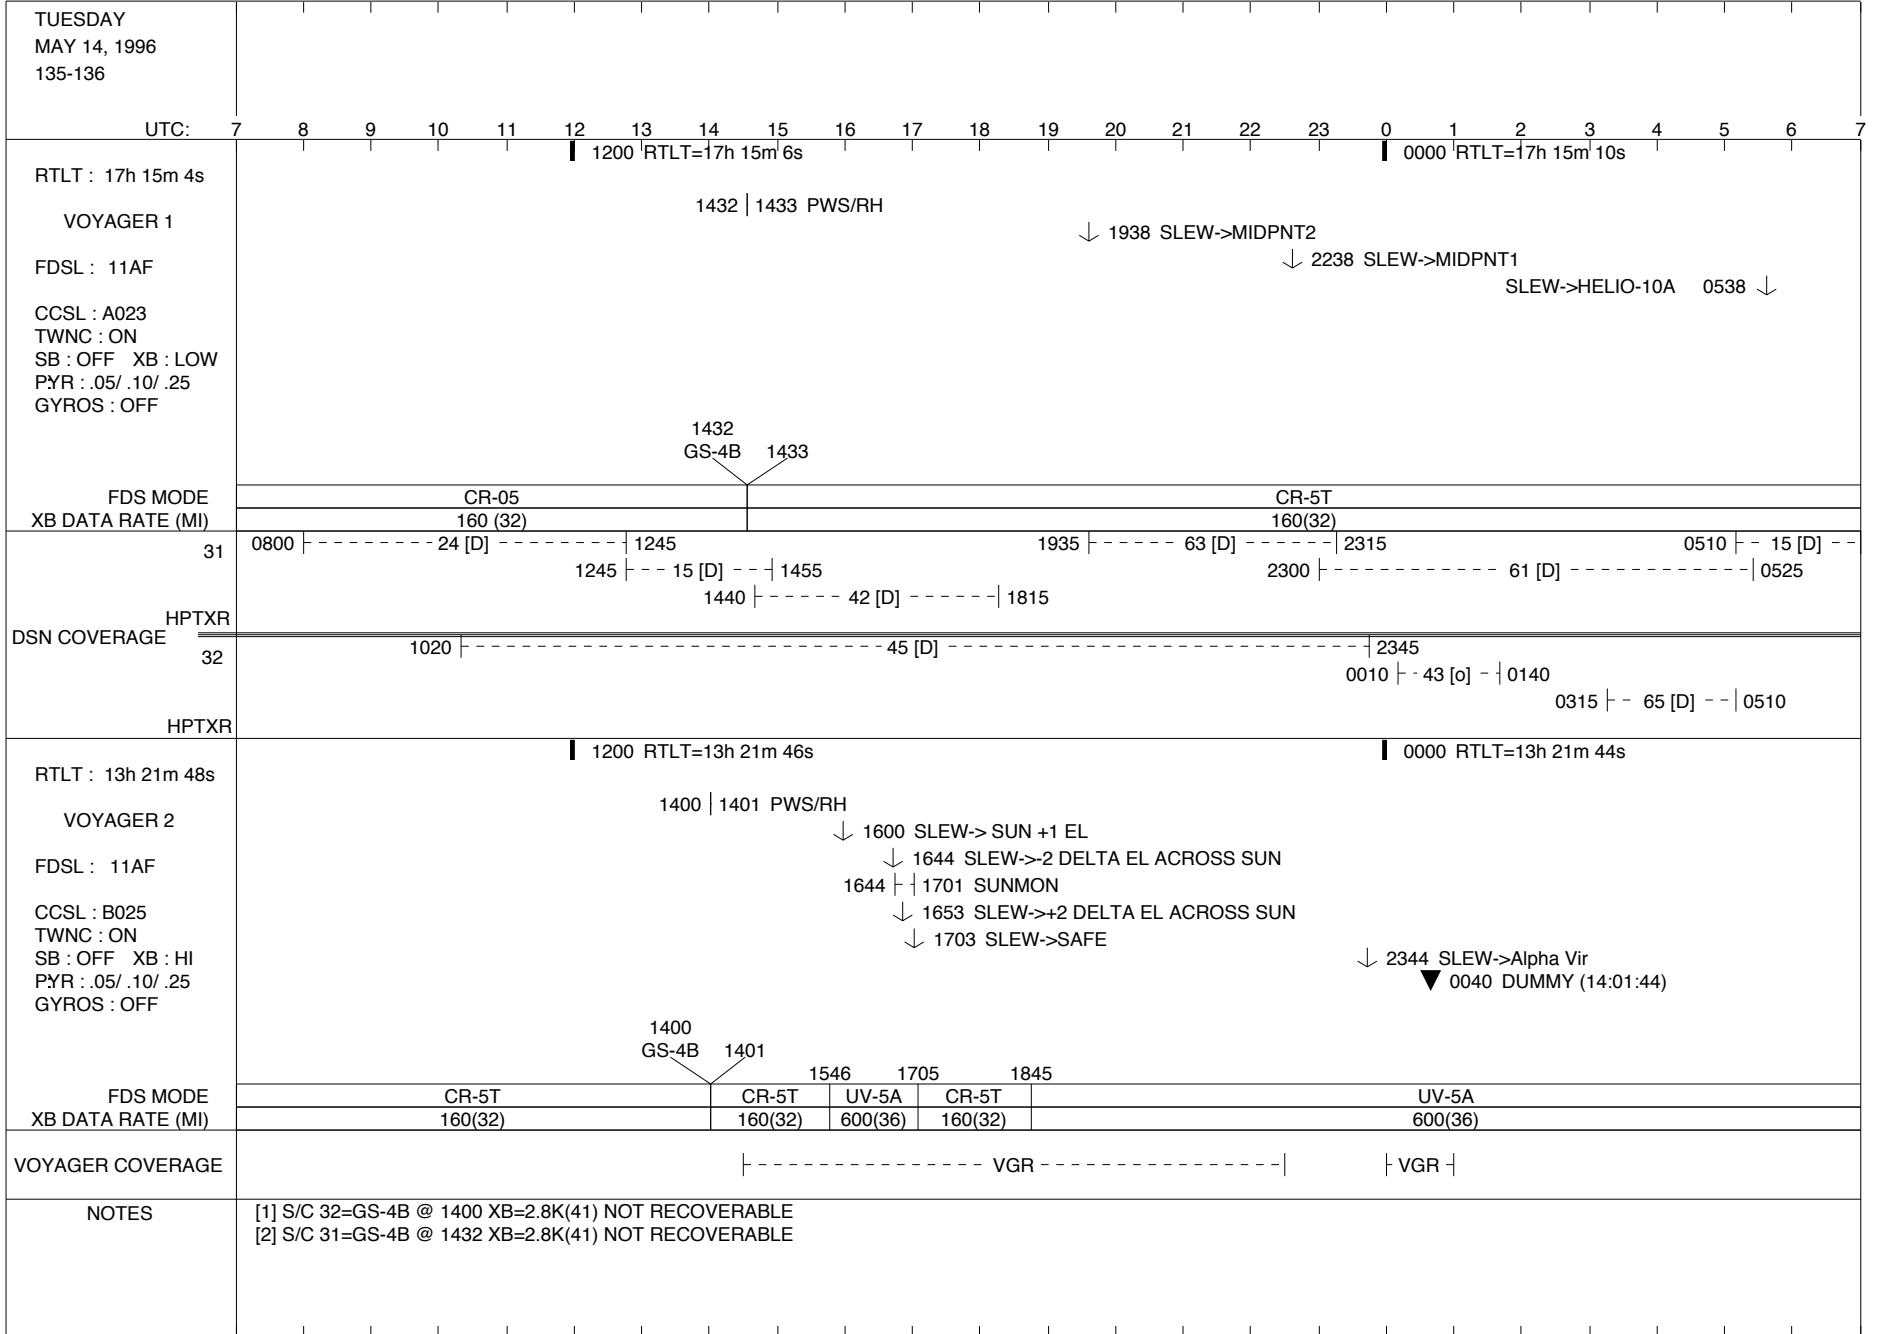 TUESDAY
MAY 14, 1996
135-136
UTC: 7 8 9 10 11 12 13 14 15 16 17 18 19 20 21 22 23 0 1 2 3 4 5 6 7
1200 RTLT=17h 15m 6s 0000 RTLT=17h 15m 10s
RTLT : 17h 15m 4s
1432 1433 PWS/RH
VOYAGER 1
1938 SLEW->MIDPNT2
2238 SLEW->MIDPNT1
FDSL : 11AF
SLEW->HELIO-10A 0538
CCSL : A023
TWNC : ON
SB : OFF XB : LOW
P:YR : .05/ .10/ .25
GYROS : OFF
1432
GS-4B 1433
FDS MODE CR-05 CR-5T
XB DATA RATE (MI) 160 (32) 160(32)
31 0800 24 [D] 1245 1935 63 [D] 2315 0510 15 [D]
1245 15 [D] 1455 2300 61 [D] 0525
1440 42 [D] 1815
HPTXR
DSN COVERAGE
32 1020 45 [D] 2345
0010 43 [o] 0140
0315 65 [D] 0510
HPTXR
1200 RTLT=13h 21m 46s 0000 RTLT=13h 21m 44s
RTLT : 13h 21m 48s
1400 1401 PWS/RH
VOYAGER 2
1600 SLEW-> SUN +1 EL
1644 SLEW->-2 DELTA EL ACROSS SUN
FDSL : 11AF
1644 1701 SUNMON
CCSL : B025
1653 SLEW->+2 DELTA EL ACROSS SUN
TWNC : ON
1703 SLEW->SAFE
SB : OFF XB : HI
2344 SLEW->Alpha Vir
P:YR : .05/ .10/ .25
0040 DUMMY (14:01:44)
GYROS : OFF
1400
GS-4B 1401
1546 1705 1845
FDS MODE CR-5T CR-5T UV-5A CR-5T UV-5A
XB DATA RATE (MI) 160(32) 160(32) 600(36) 160(32) 600(36)
VOYAGER COVERAGE VGR VGR
NOTES
[1] S/C 32=GS-4B @ 1400 XB=2.8K(41) NOT RECOVERABLE
[2] S/C 31=GS-4B @ 1432 XB=2.8K(41) NOT RECOVERABLE